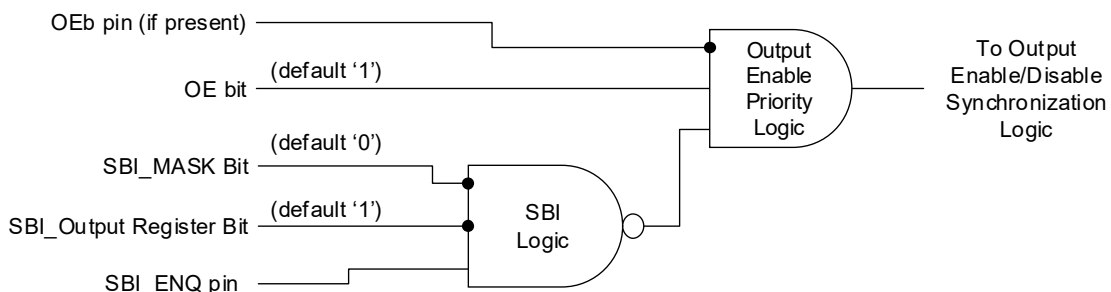 OEb pin (if present)
OE bit
(default ‘1’)
SBI_MASK Bit
(default ‘0’)
SBI_Output Register Bit
(default ‘1’)
SBI_ENQ pin
SBI
Logic
Output
Enable
Priority
Logic
To Output
Enable/Disable
Synchronization
Logic